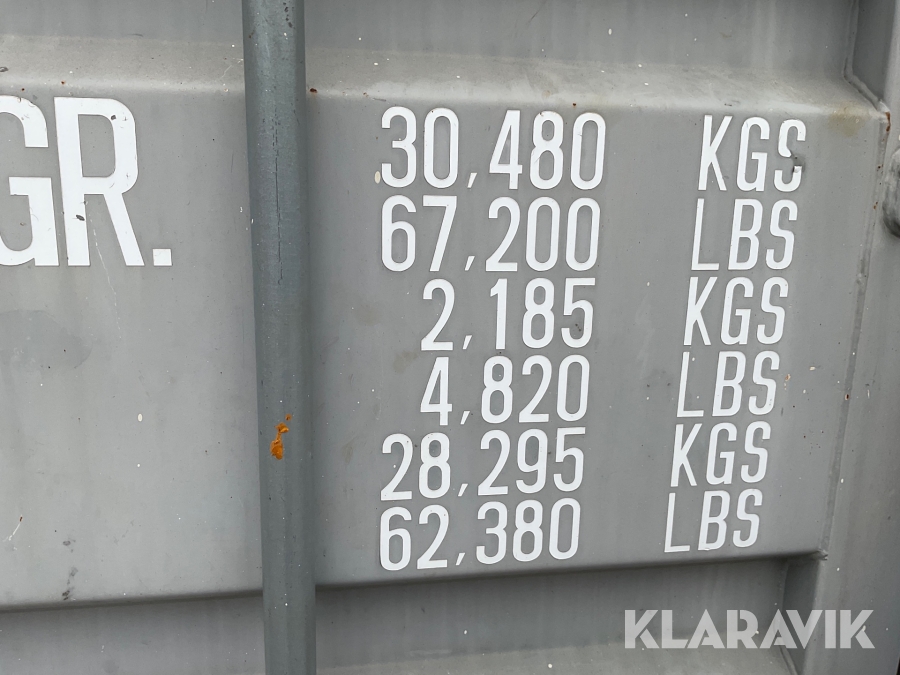 GR. 30,480 KGS
67,200 LBS
2,185 KGS
4,820 LBS
28,295 KGS
62,380 LBS
KLARAVIK